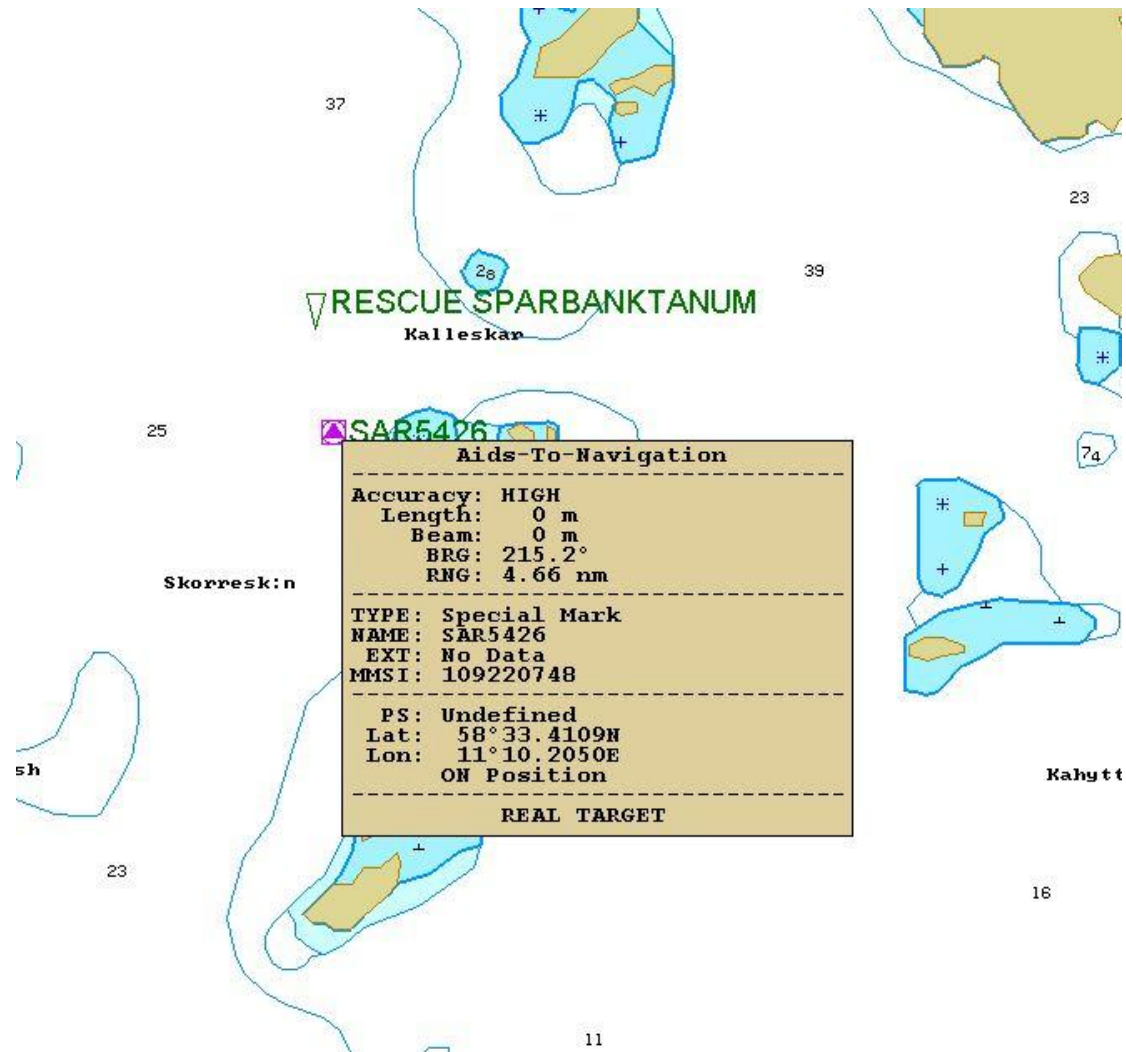 37
23
28
39
RESCUE SPARBANKTANUM
Kalleskar
25
SAR5426
74
Aids-To-Navigation
Accuracy: HIGH
Length: 0 m
Beam: 0 m
BRG: 215.2°
RNG: 4.66 nm
Skorresk:n
TYPE: Special Mark
NAME: SAR5426
EXT: No Data
MMSI: 109220748
PS: Undefined
Lat: 58°33.4109N
Lon: 11°10.2050E
ON Position
sh
Kahytt
REAL TARGET
23
16
11